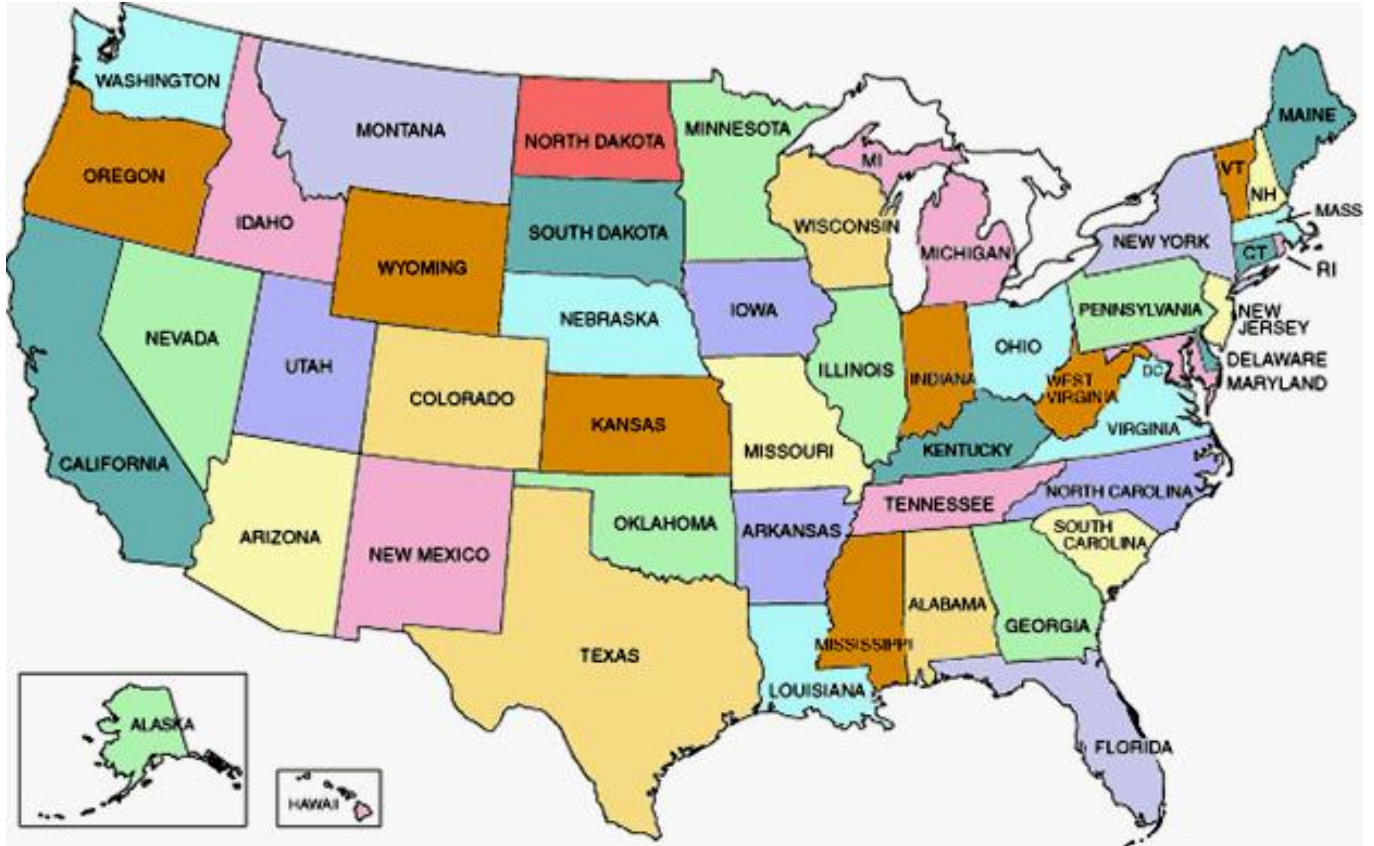 WASHINGTON
MONTANA
NORTH DAKOTA
MINNESOTA
MAINE
OREGON
IDAHO
MI
VT
NH
WISCONSIN
MASS
SOUTH DAKOTA
WYOMING
MICHIGAN
NEW YORK
CT
RI
NEBRASKA
IOWA
PENNSYLVANIA
NEW
JERSEY
NEVADA
UTAH
OHIO
COLORADO
ILLINOIS
INDIANA
WEST
VIRGINIA
DC
DELAWARE
MARYLAND
KANSAS
MISSOURI
KENTUCKY
VIRGINIA
CALIFORNIA
ARIZONA
NEW MEXICO
OKLAHOMA
ARKANSAS
TENNESSEE
NORTH CAROLINA
SOUTH
CAROLINA
ALABAMA
GEORGIA
MISSISSIPPI
TEXAS
LOUISIANA
FLORIDA
ALASKA
HAWAII